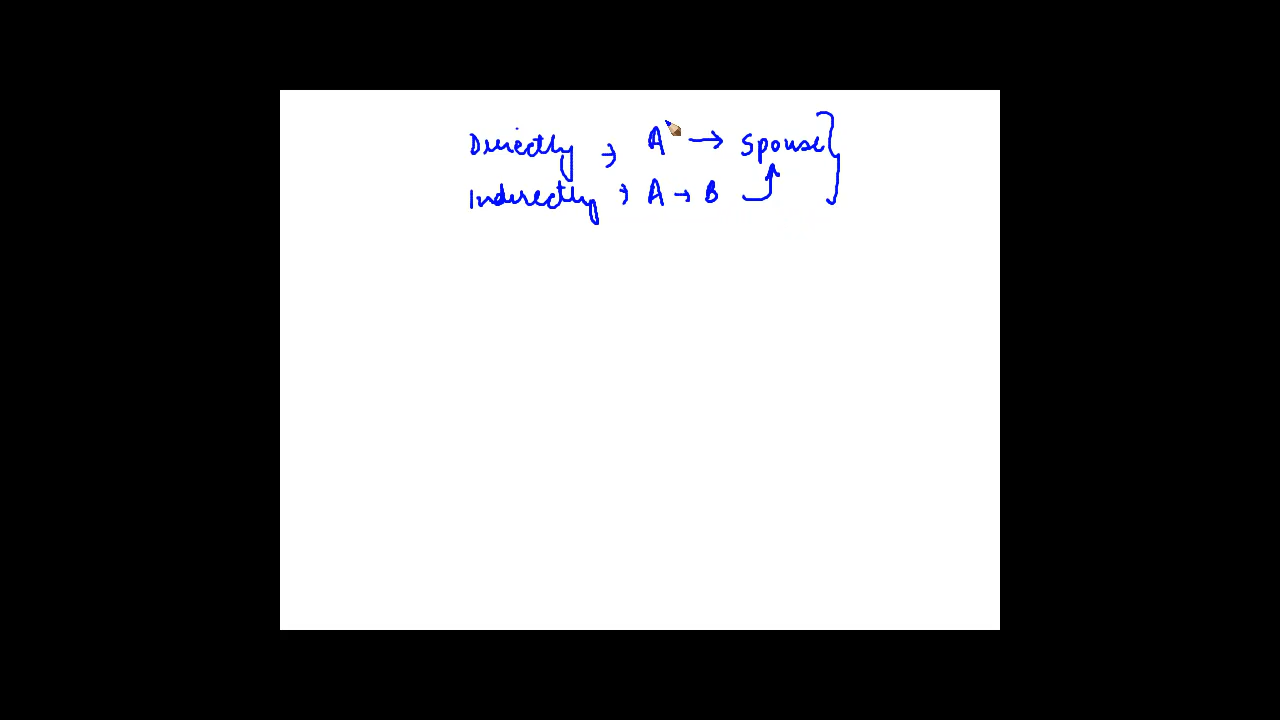 Directly → A → Spouse }
Indirectly → A → B